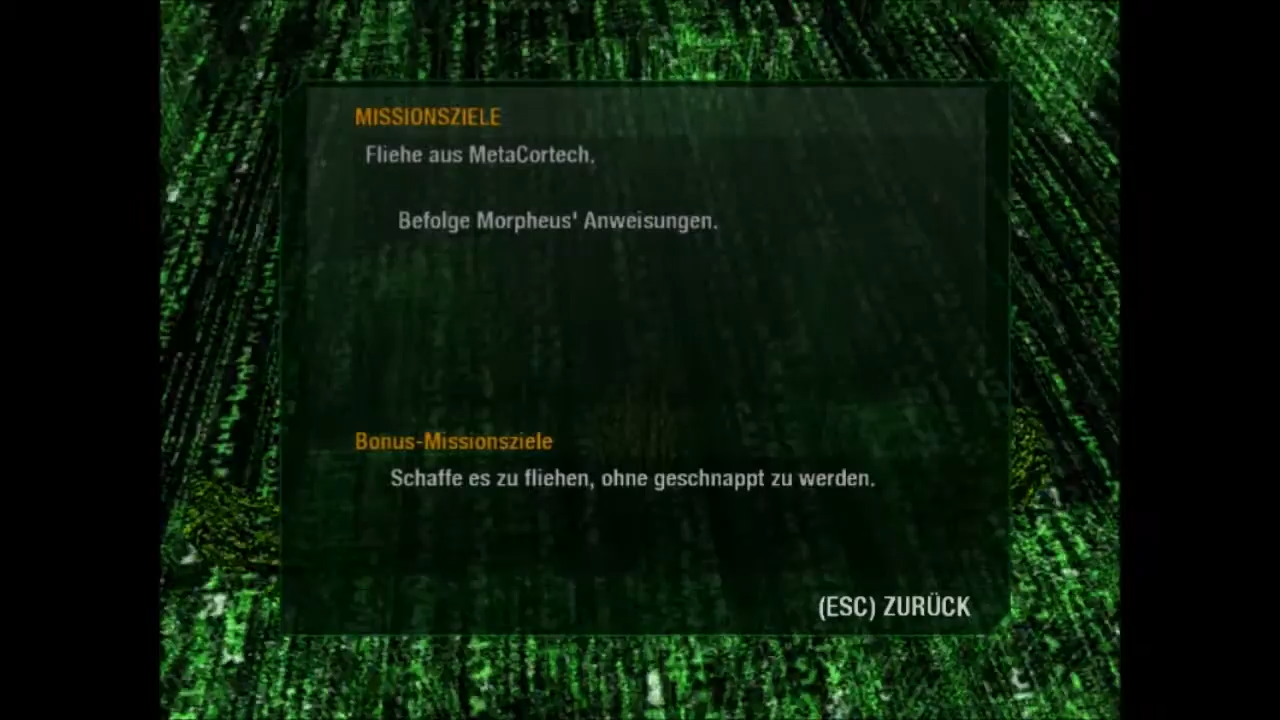 MISSIONSZIELE
Fliehe aus MetaCortech.
Befolge Morpheus' Anweisungen.
Bonus-Missionsziele
Schaffe es zu fliehen, ohne geschnappt zu werden.
(ESC) ZURÜCK